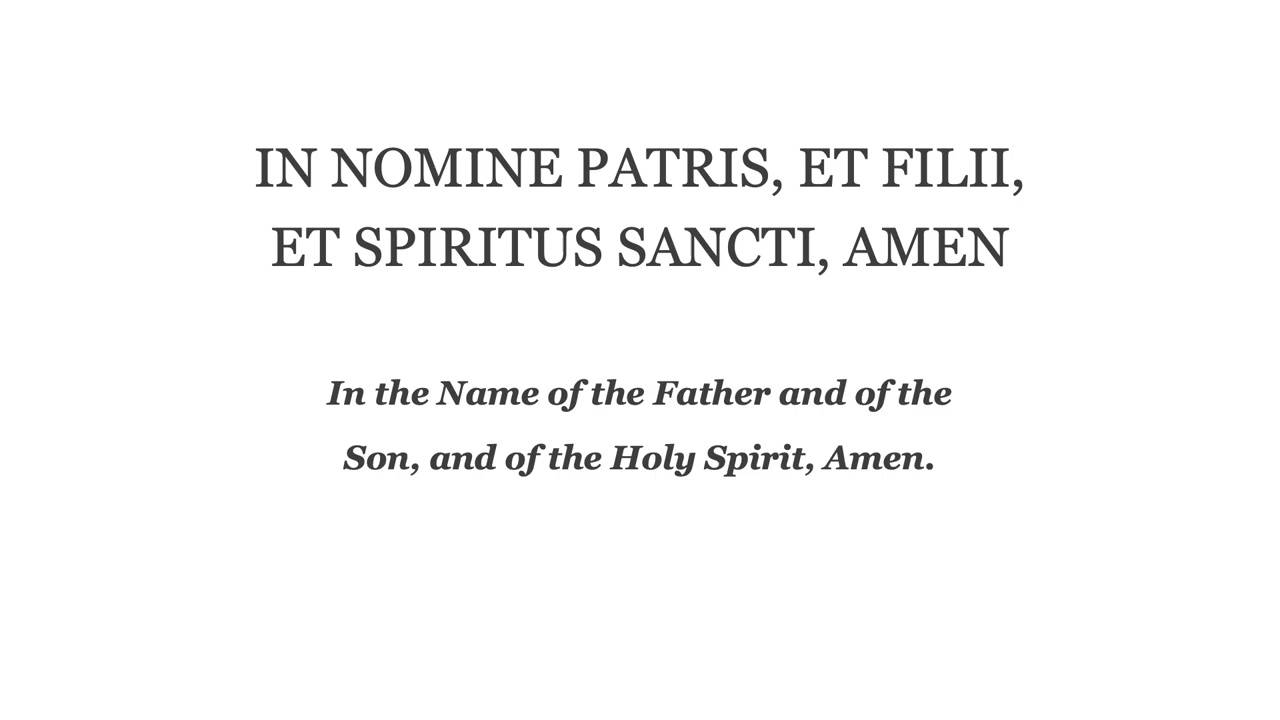 IN NOMINE PATRIS, ET FILII,
ET SPIRITUS SANCTI, AMEN
In the Name of the Father and of the
Son, and of the Holy Spirit, Amen.